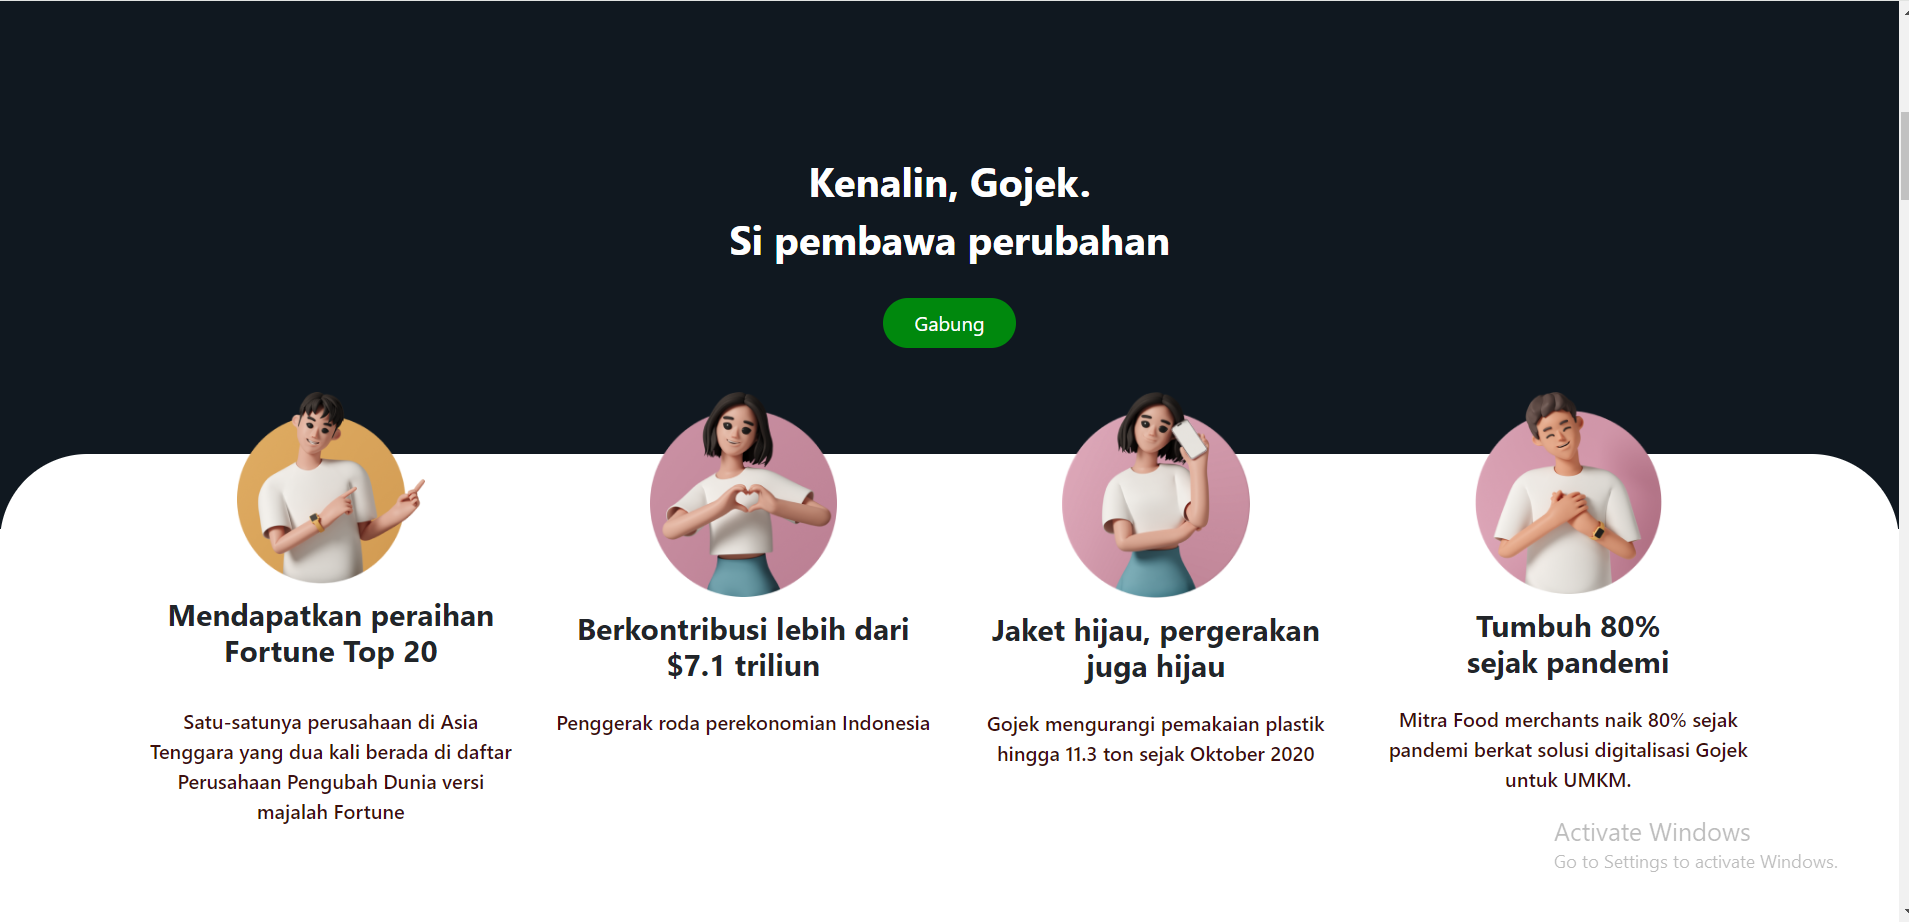 Kenalin, Gojek.
Si pembawa perubahan
Gabung
Mendapatkan peraihan
Fortune Top 20
Satu-satunya perusahaan di Asia
Tenggara yang dua kali berada di daftar
Perusahaan Pengubah Dunia versi
majalah Fortune
Berkontribusi lebih dari
$7.1 triliun
Penggerak roda perekonomian Indonesia
Jaket hijau, pergerakan
juga hijau
Gojek mengurangi pemakaian plastik
hingga 11.3 ton sejak Oktober 2020
Tumbuh 80%
sejak pandemi
Mitra Food merchants naik 80% sejak
pandemi berkat solusi digitalisasi Gojek
untuk UMKM.
Activate Windows
Go to Settings to activate Windows.